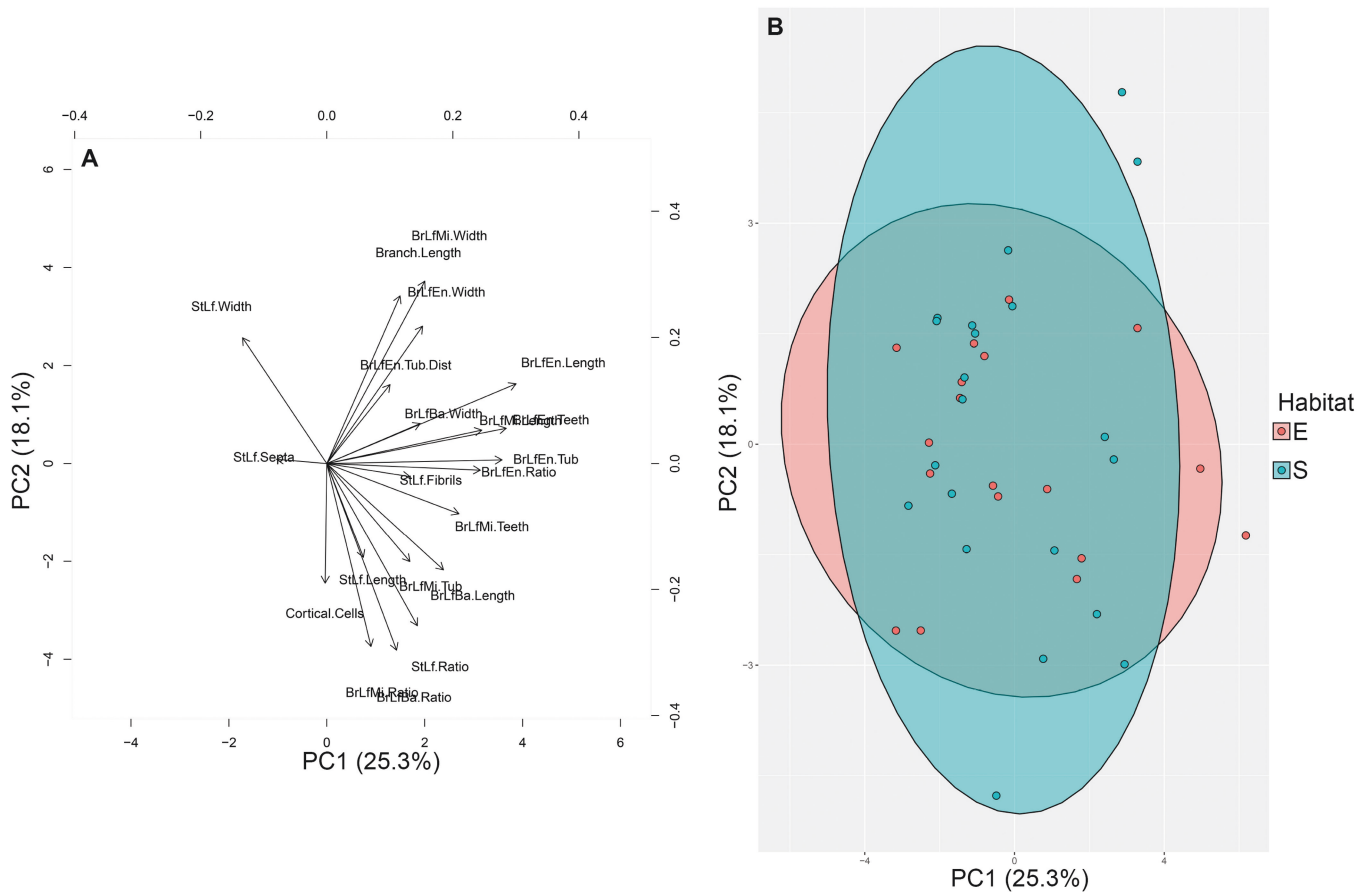 A
−0.4 −0.2 0.0 0.2 0.4
6
4
2
0
−2
−4
0.4
0.2
0.0
−0.2
−0.4
PC2 (18.1%)
BrLfMi.Width
Branch.Length
BrLfEn.Width
StLf.Width
BrLfEn.Tub.Dist
BrLfEn.Length
BrLfBa.Width
BrLfMi.Length
BrLfEn.Teeth
StLf.Septa
BrLfEn.Tub
BrLfEn.Ratio
StLf.Fibrils
BrLfMi.Teeth
StLf.Length
BrLfMi.Tub
BrLfBa.Length
Cortical.Cells
StLf.Ratio
BrLfMi.Ratio
BrLfBa.Ratio
−4 −2 0 2 4 6
PC1 (25.3%)
B
3
0
−3
PC2 (18.1%)
−4 0 4
PC1 (25.3%)
Habitat
E
S